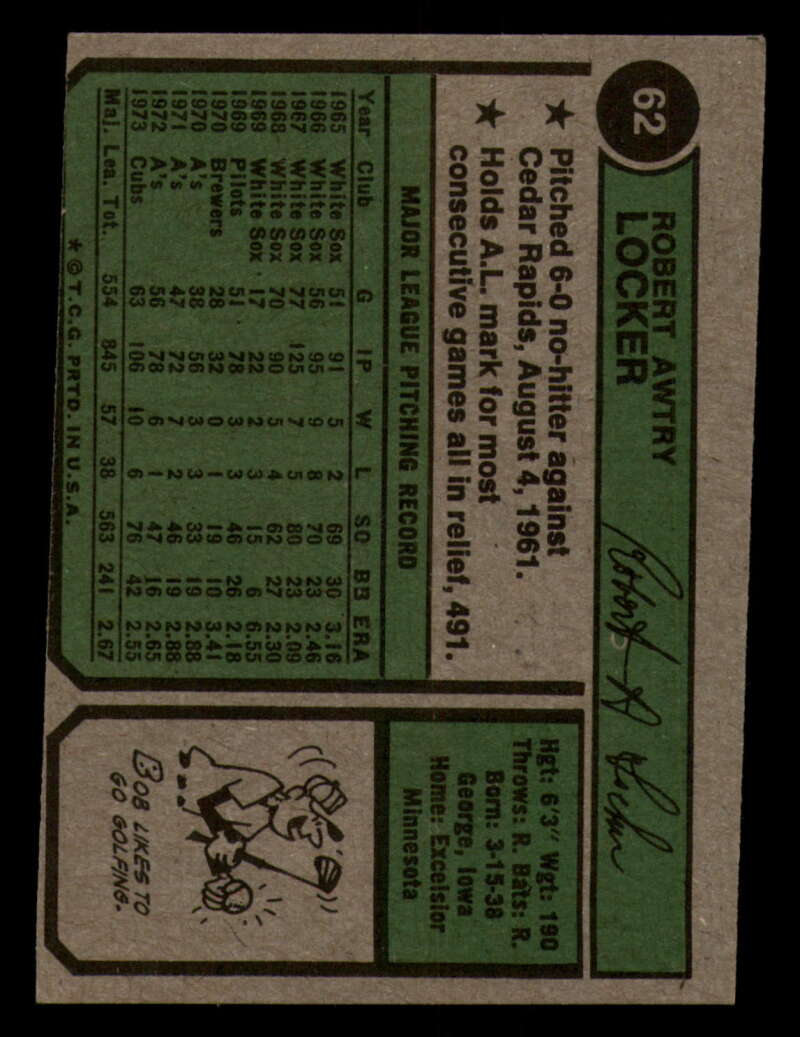 62
ROBERT AWTRY
LOCKER
Robert A Locker
★ Pitched 6-0 no-hitter against
Cedar Rapids, August 4, 1961.
★ Holds A.L. mark for most
consecutive games all in relief, 491.
MAJOR LEAGUE PITCHING RECORD
Year Club G IP W L SO BB ERA
1965 White Sox 51 91 5 2 69 30 3.16
1966 White Sox 56 95 9 8 70 23 2.46
1967 White Sox 77 125 7 5 80 23 2.09
1968 White Sox 70 90 5 4 62 27 2.30
1969 White Sox 17 22 2 3 15 6 6.55
1969 Pilots 51 78 3 3 46 26 2.18
1970 Brewers 28 32 0 1 19 10 3.41
1970 A's 38 56 3 3 33 19 2.88
1971 A's 47 72 7 2 46 19 2.88
1972 A's 56 78 6 1 47 16 2.65
1973 Cubs 63 106 10 6 76 42 2.55
Maj. Lea. Tot. 554 845 57 38 563 241 2.67
* © T.C.G. PRTD. IN U.S.A.
Hgt: 6'3" Wgt: 190
Throws: R. Bats: R.
Born: 3-15-38
George, Iowa
Home: Excelsior
Minnesota
BOB LIKES TO
GO GOLFING.